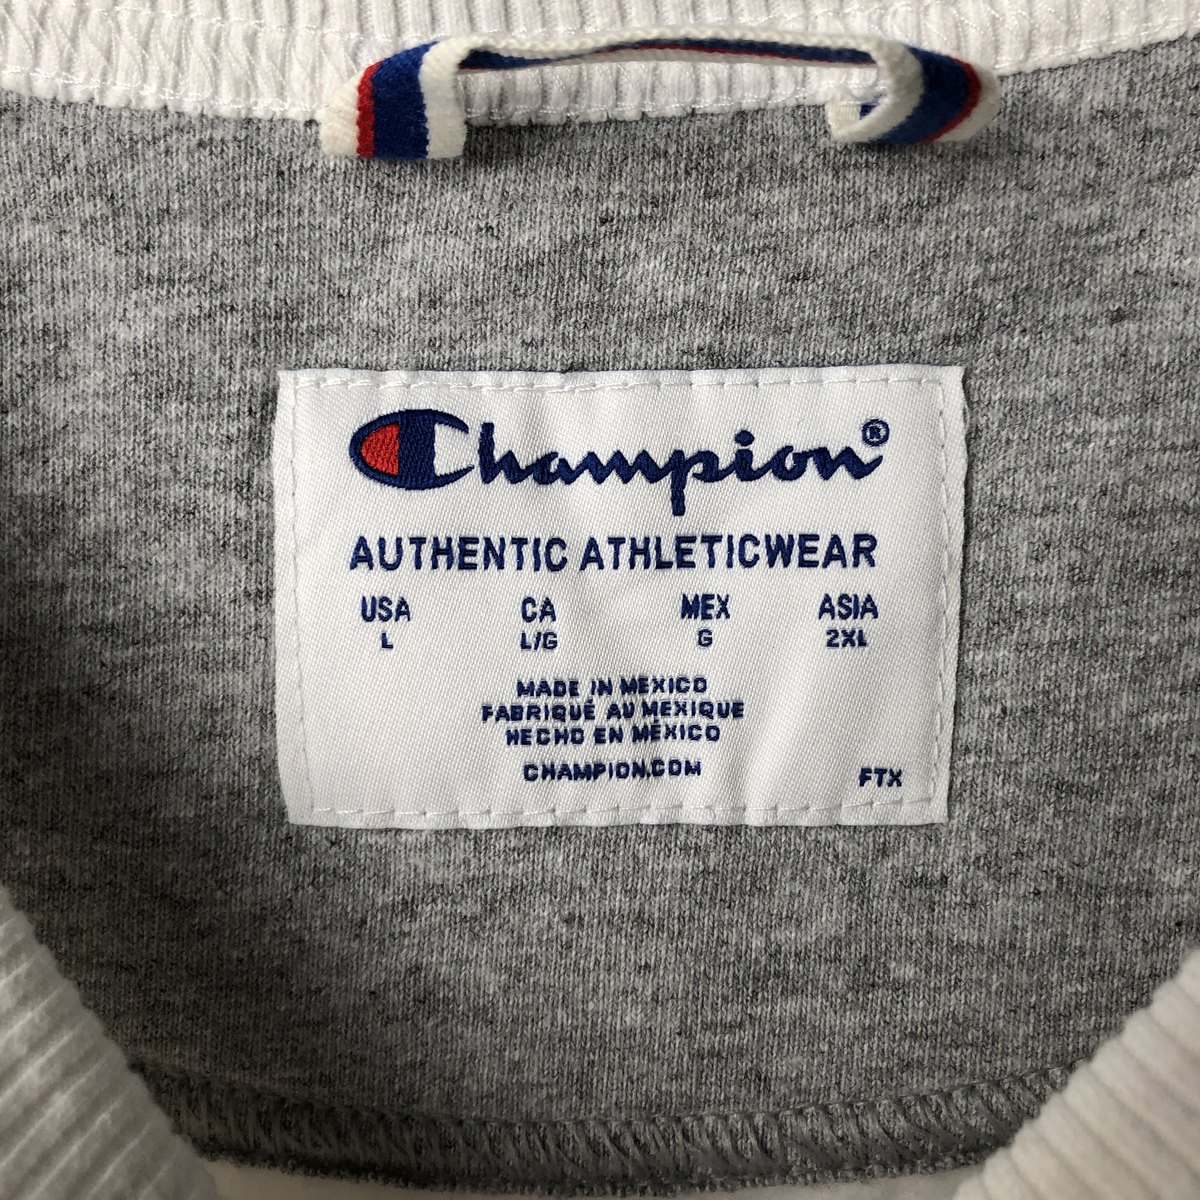 Champion®
AUTHENTIC ATHLETICWEAR
USA CA MEX ASIA
L L/G G 2XL
MADE IN MEXICO
FABRIQUÉ AU MEXIQUE
HECHO EN MÉXICO
CHAMPION.COM
FTX